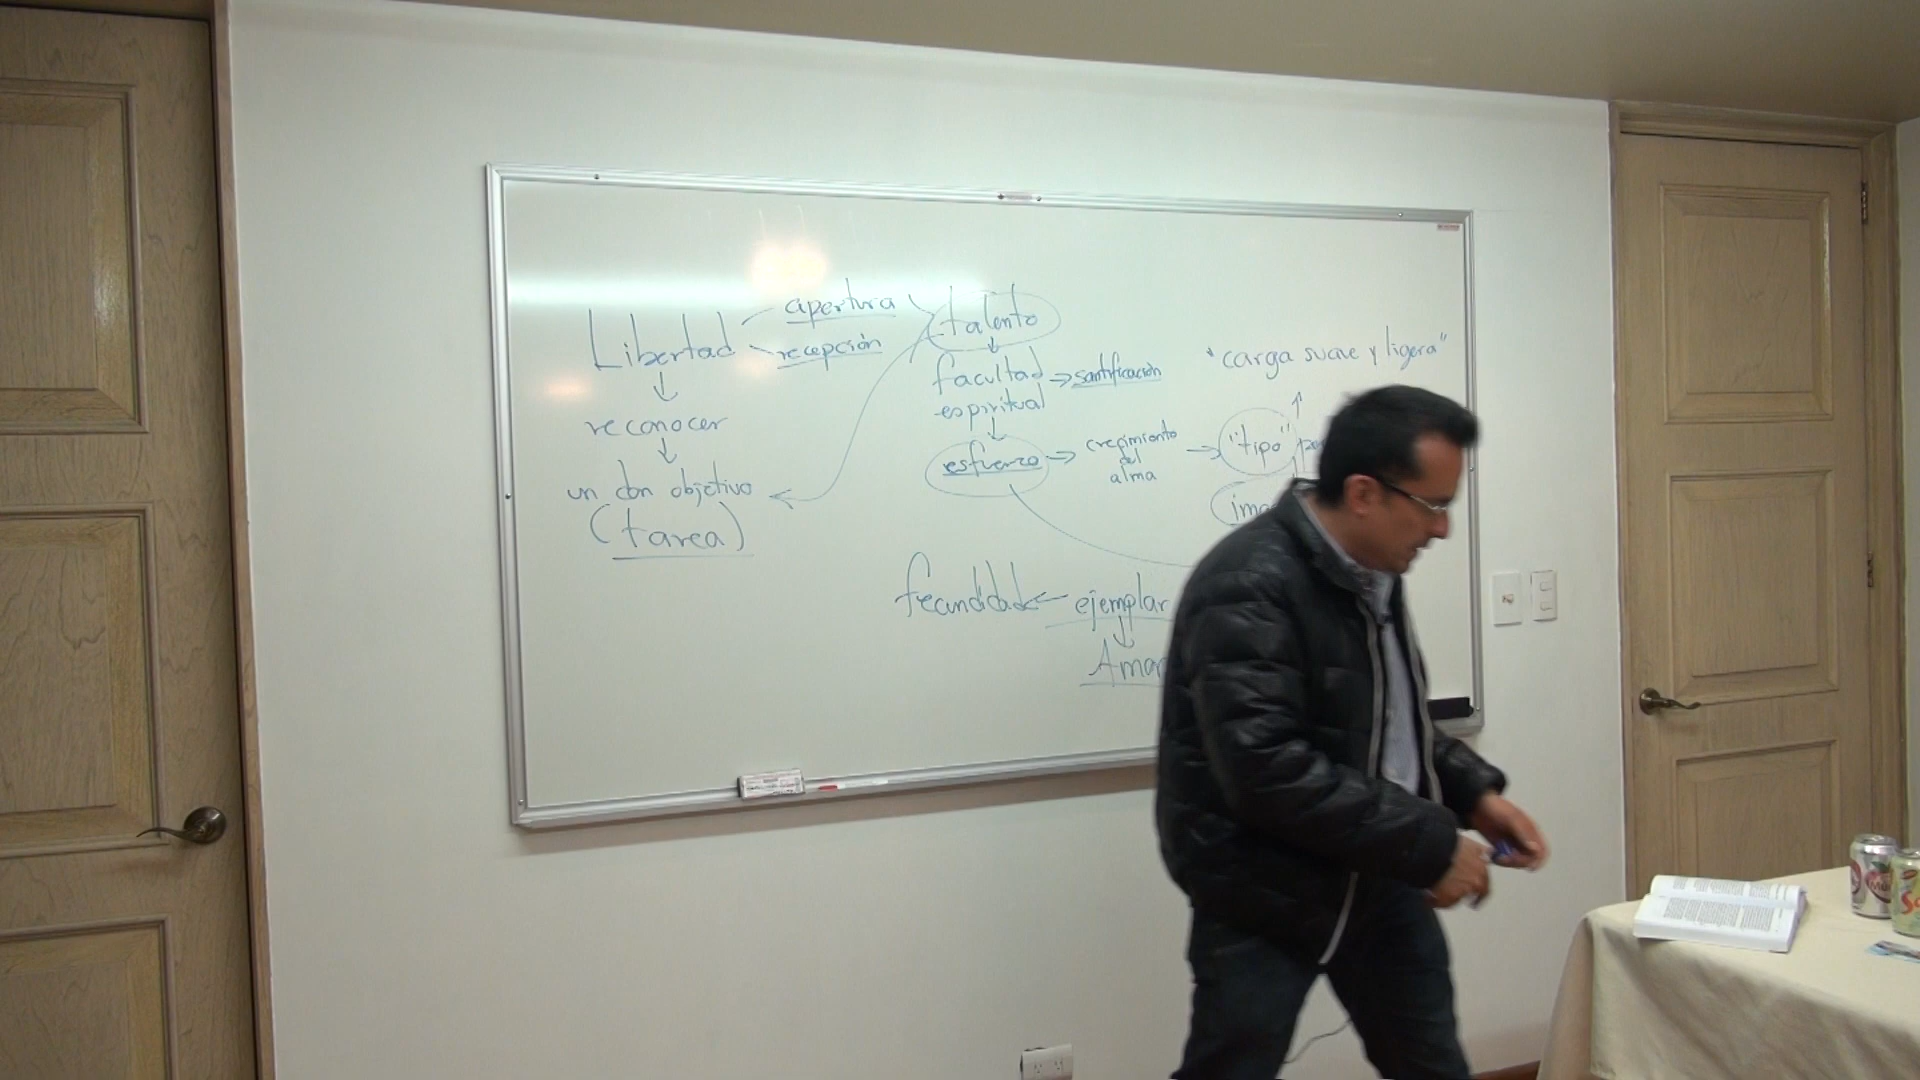 Libertad
apertura
recepción
reconocer
un don objetivo
(tarea)
talento
facultad
espiritual
santificación
esfuerzo
crecimiento
del
alma
"tipo"
"carga suave y ligera"
fecundidad
ejemplar